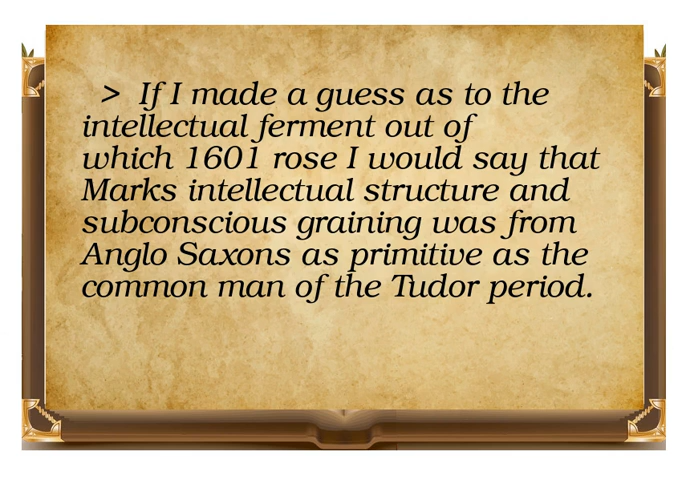 > If I made a guess as to the
intellectual ferment out of
which 1601 rose I would say that
Marks intellectual structure and
subconscious graining was from
Anglo Saxons as primitive as the
common man of the Tudor period.